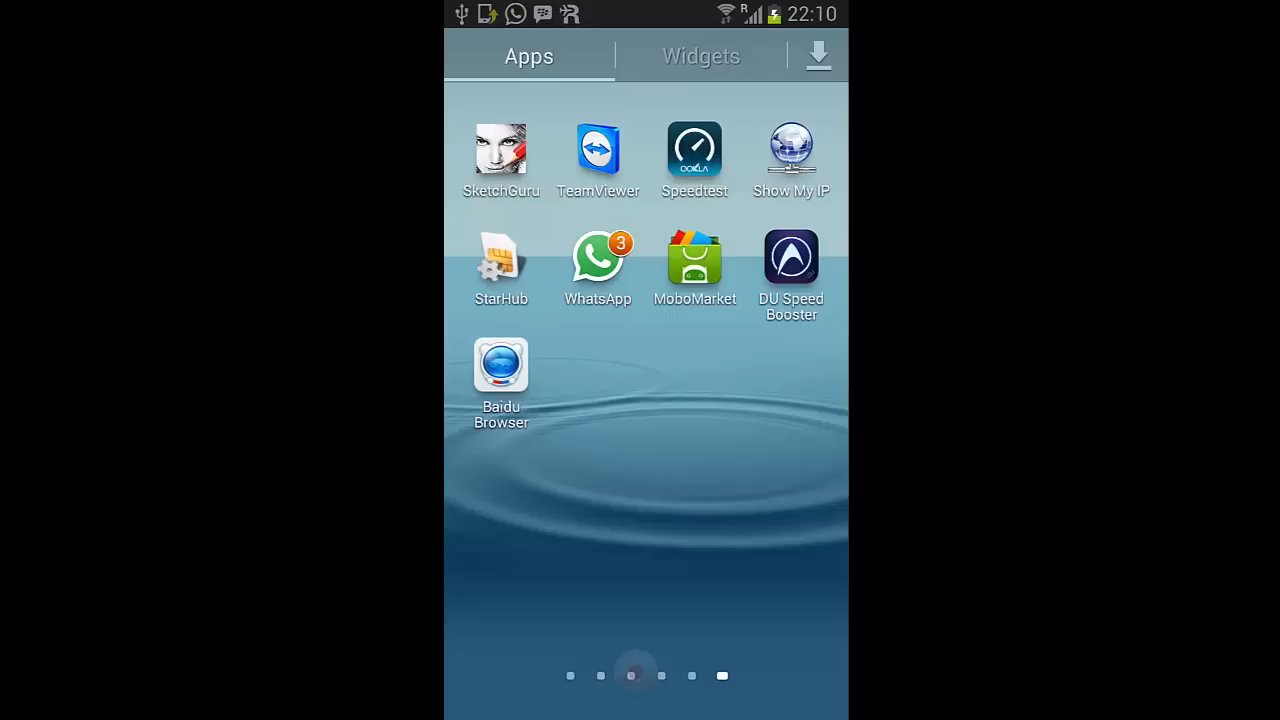 R
22:10
Apps
Widgets
SketchGuru
TeamViewer
OOKLA
Speedtest
Show My IP
StarHub
3
WhatsApp
MoboMarket
DU Speed
Booster
Baidu
Browser